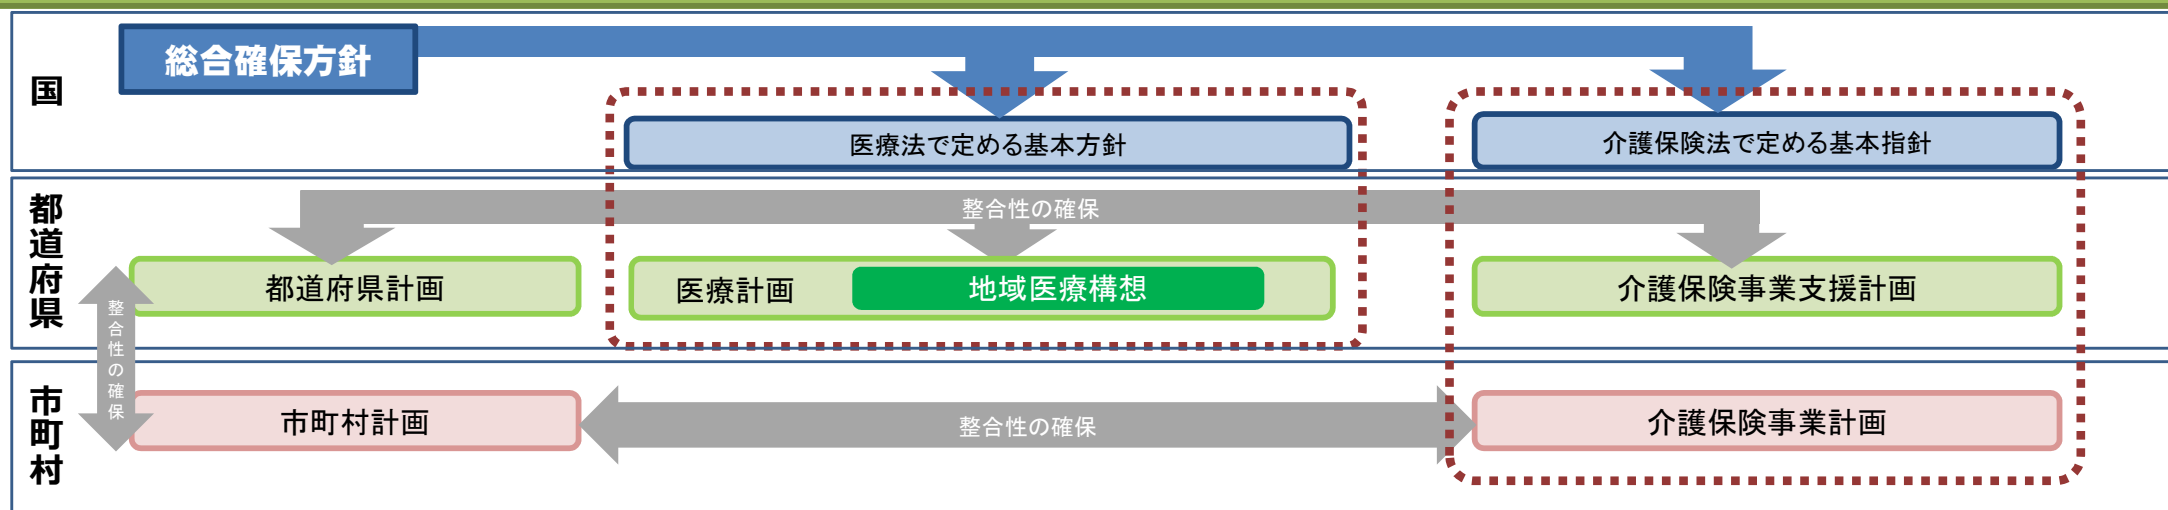 国
総合確保方針
医療法で定める基本方針
介護保険法で定める基本指針
都道府県
整合性の確保
都道府県計画
医療計画
地域医療構想
介護保険事業支援計画
整合性の確保
市町村
市町村計画
整合性の確保
介護保険事業計画